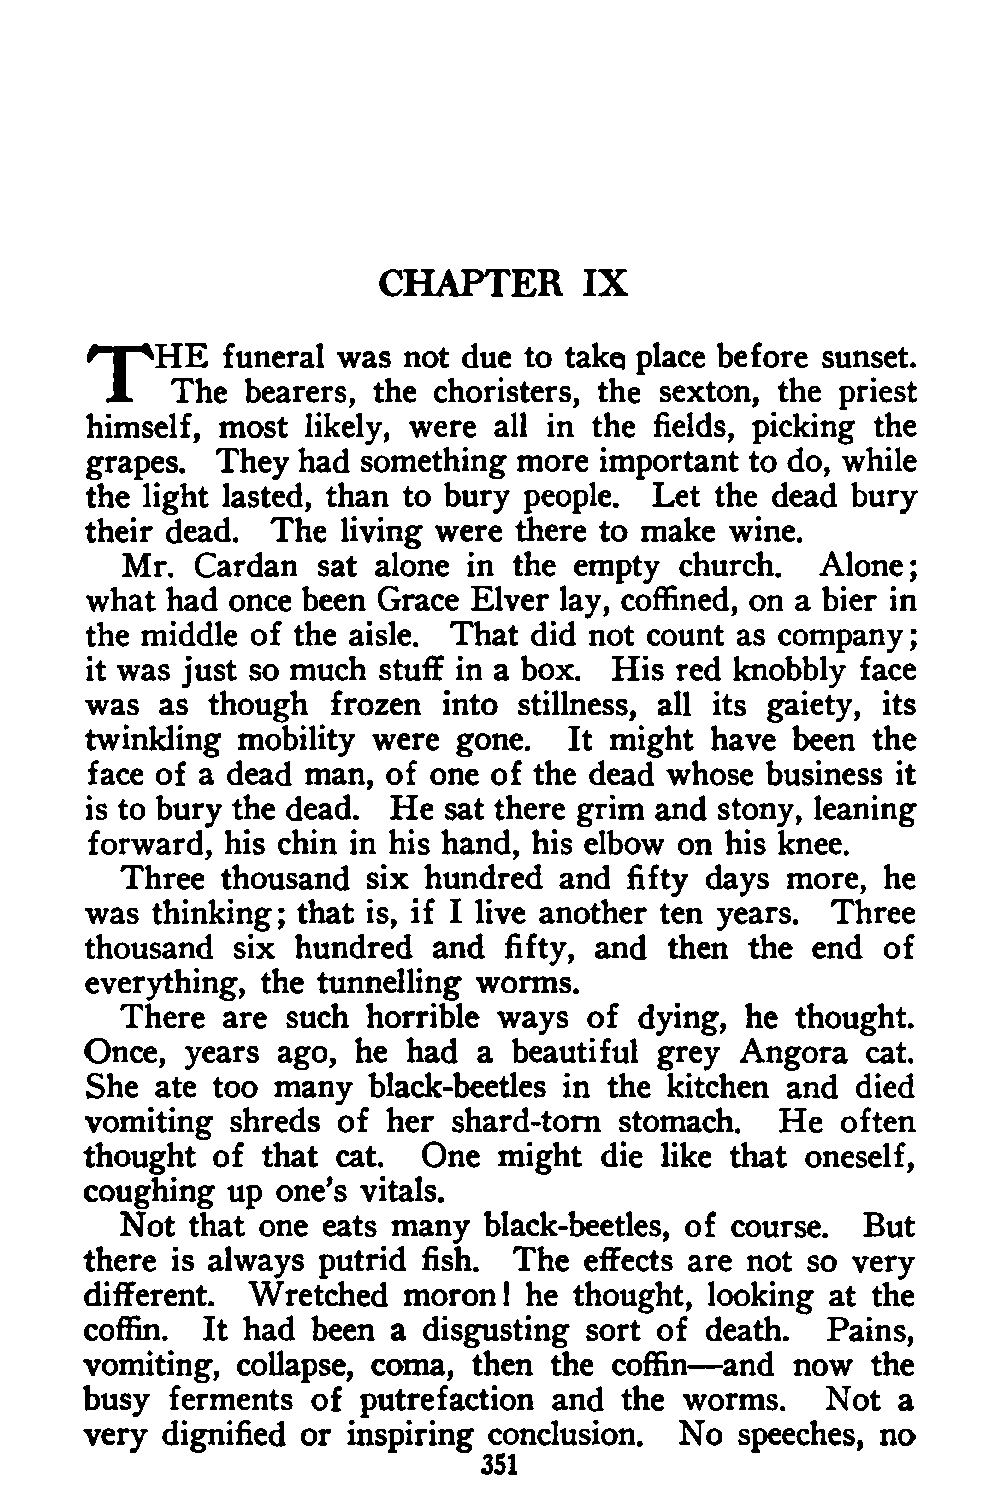 CHAPTER IX
THE funeral was not due to take place before sunset.
The bearers, the choristers, the sexton, the priest
himself, most likely, were all in the fields, picking the
grapes. They had something more important to do, while
the light lasted, than to bury people. Let the dead bury
their dead. The living were there to make wine.
Mr. Cardan sat alone in the empty church. Alone;
what had once been Grace Elver lay, coffined, on a bier in
the middle of the aisle. That did not count as company;
it was just so much stuff in a box. His red knobbly face
was as though frozen into stillness, all its gaiety, its
twinkling mobility were gone. It might have been the
face of a dead man, of one of the dead whose business it
is to bury the dead. He sat there grim and stony, leaning
forward, his chin in his hand, his elbow on his knee.
Three thousand six hundred and fifty days more, he
was thinking; that is, if I live another ten years. Three
thousand six hundred and fifty, and then the end of
everything, the tunnelling worms.
There are such horrible ways of dying, he thought.
Once, years ago, he had a beautiful grey Angora cat.
She ate too many black-beetles in the kitchen and died
vomiting shreds of her shard-torn stomach. He often
thought of that cat. One might die like that oneself,
coughing up one's vitals.
Not that one eats many black-beetles, of course. But
there is always putrid fish. The effects are not so very
different. Wretched moron! he thought, looking at the
coffin. It had been a disgusting sort of death. Pains,
vomiting, collapse, coma, then the coffin—and now the
busy ferments of putrefaction and the worms. Not a
very dignified or inspiring conclusion. No speeches, no
351